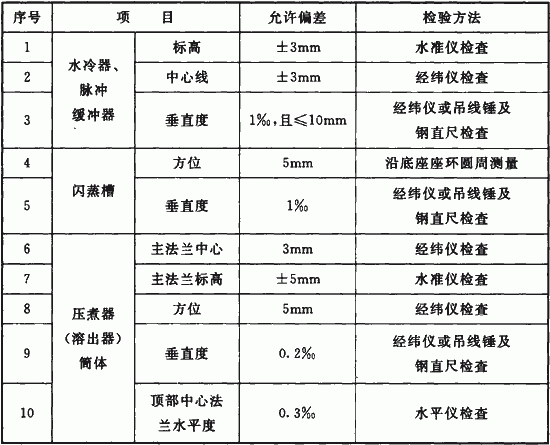 序号 项 目 允许偏差 检验方法
1 水冷器、脉冲缓冲器 标高 ±3mm 水准仪检查
2 中心线 ±3mm 经纬仪检查
3 垂直度 1‰,且≤10mm 经纬仪或吊线锤及钢直尺检查
4 闪蒸槽 方位 5mm 沿底座座环圆周测量
5 垂直度 1‰ 经纬仪或吊线锤及钢直尺检查
6 压煮器(溶出器)筒体 主法兰中心 3mm 经纬仪检查
7 主法兰标高 ±5mm 水准仪检查
8 方位 5mm 经纬仪检查
9 垂直度 0.2‰ 经纬仪或吊线锤及钢直尺检查
10 顶部中心法兰水平度 0.3‰ 水平仪检查